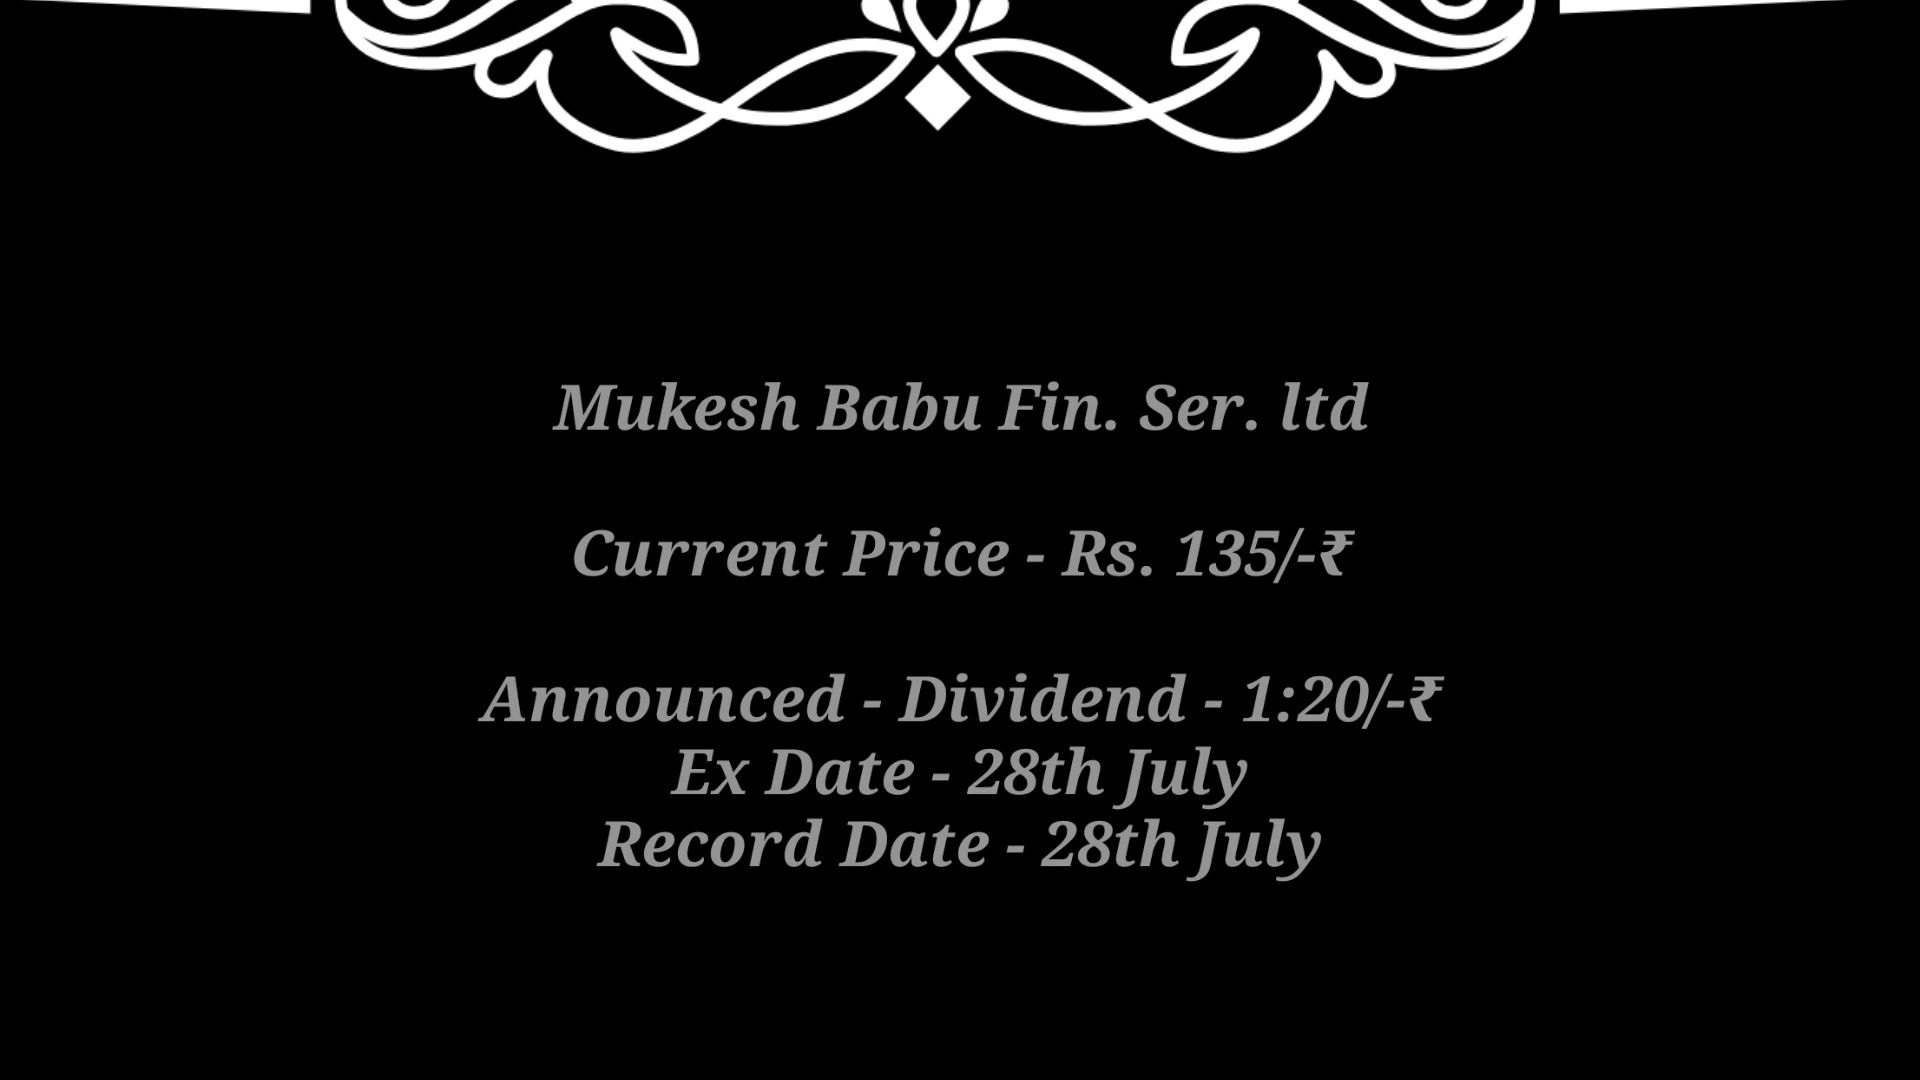 Mukesh Babu Fin. Ser. ltd
Current Price - Rs. 135/-₹
Announced - Dividend - 1:20/-₹
Ex Date - 28th July
Record Date - 28th July